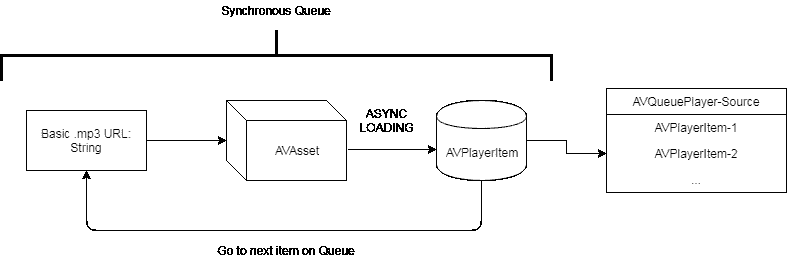 Synchronous Queue
Basic .mp3 URL:
String
AVAsset
ASYNC
LOADING
AVPlayerItem
AVQueuePlayer-Source
AVPlayerItem-1
AVPlayerItem-2
...
Go to next item on Queue